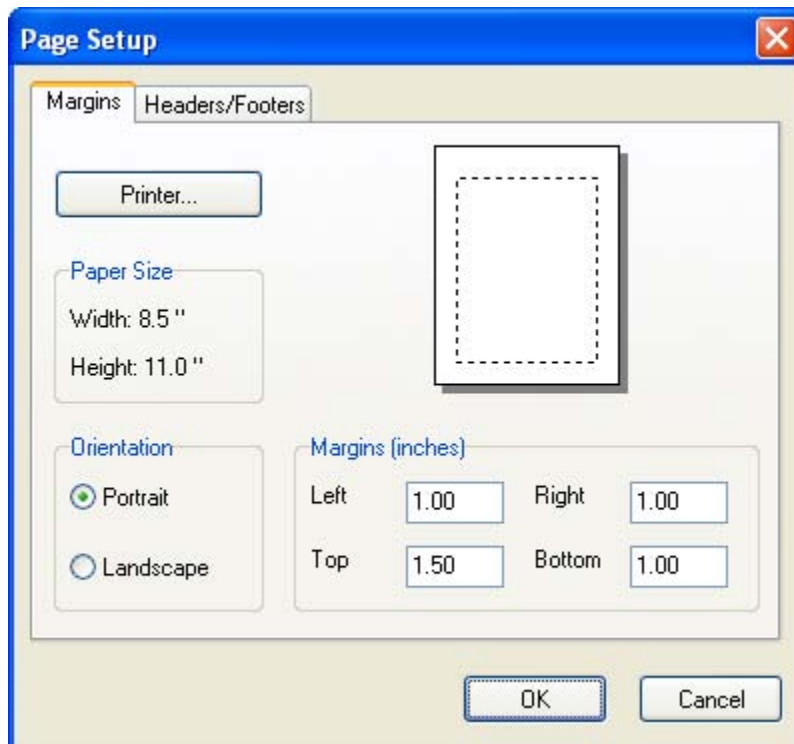 Page Setup
Margins Headers/Footers
Printer...
Paper Size
Width: 8.5 "
Height: 11.0 "
Orientation
Portrait
Landscape
Margins (inches)
Left 1.00 Right 1.00
Top 1.50 Bottom 1.00
OK Cancel